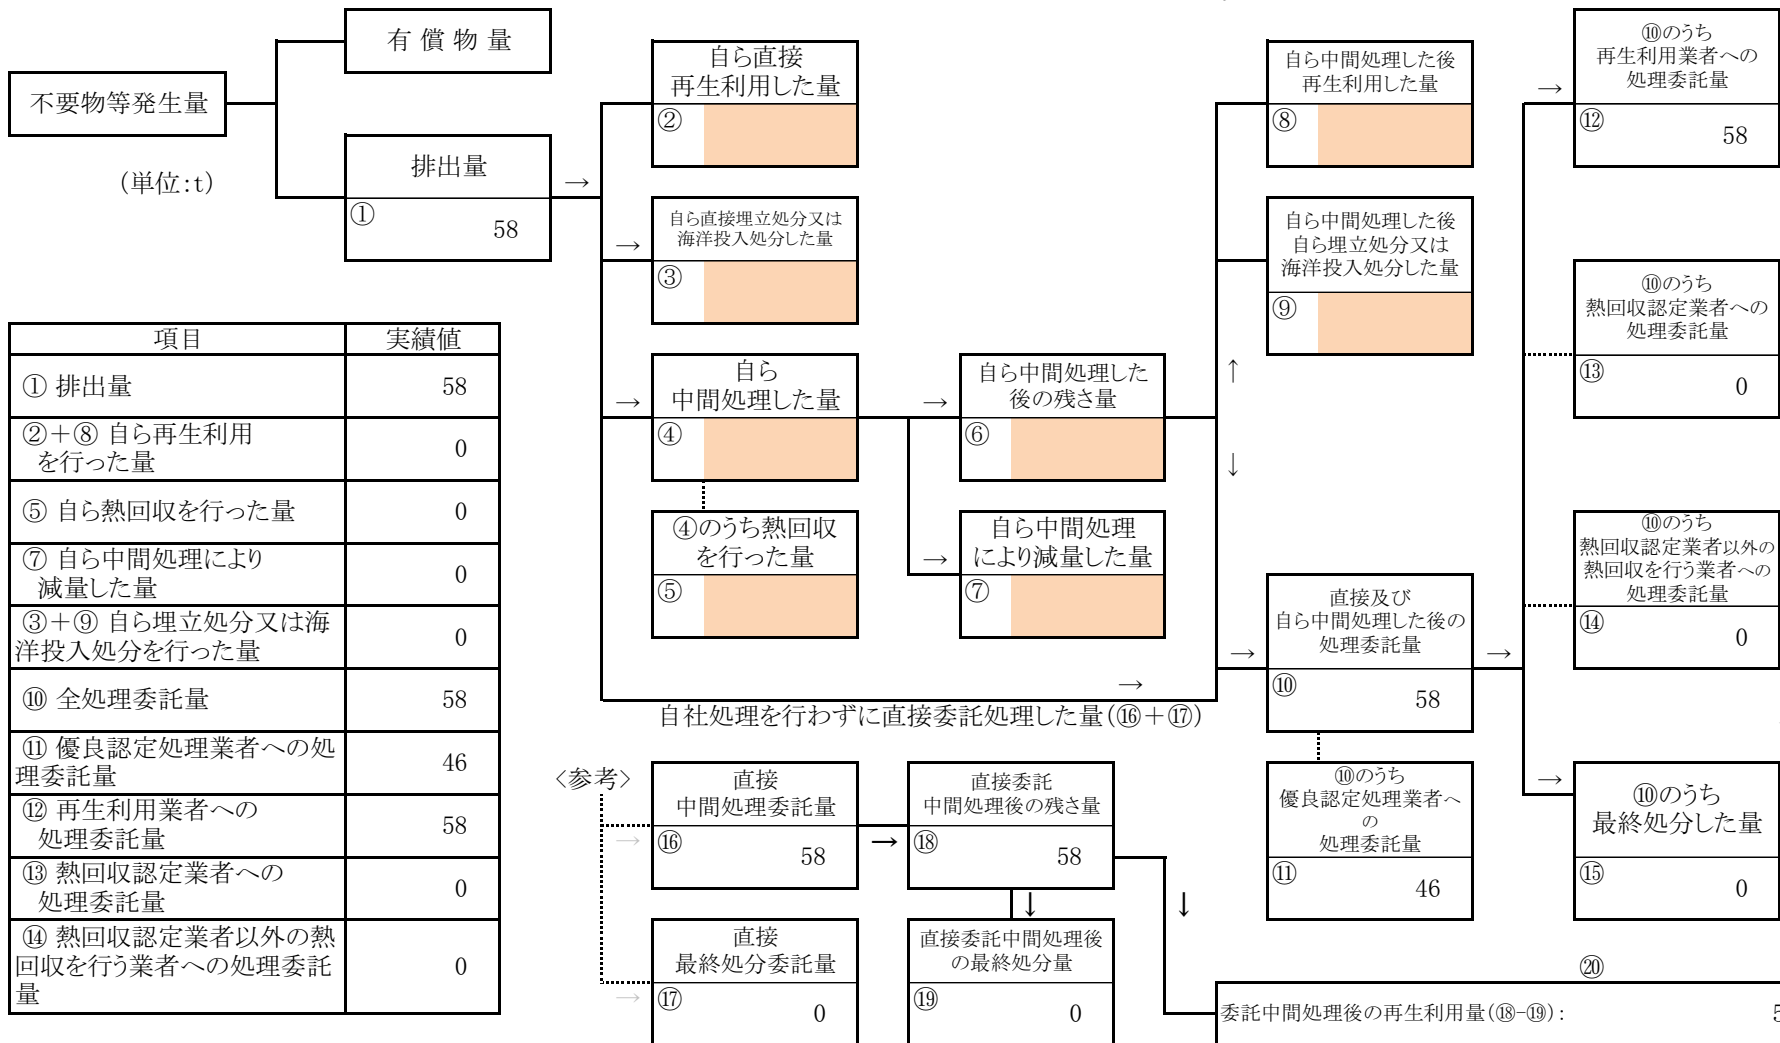 有 償 物 量
不要物等発生量
(単位:t)
排出量
①
58
→
自ら直接
再生利用した量
②
→
自ら直接埋立処分又は
海洋投入処分した量
③
→
自ら
中間処理した量
④
④のうち熱回収
を行った量
⑤
→
自ら中間処理した
後の残さ量
⑥
→
自ら中間処理
により減量した量
⑦
自ら中間処理した後
再生利用した量
⑧
自ら中間処理した後
自ら埋立処分又は
海洋投入処分した量
⑨
↑
↓
→
→
自社処理を行わずに直接委託処理した量(⑯+⑰)
直接及び
自ら中間処理した後の
処理委託量
⑩
58
⑩のうち
優良認定処理業者へ
の
処理委託量
⑪
46
→
→
⑩のうち
再生利用業者への
処理委託量
⑫
58
⑩のうち
熱回収認定業者への
処理委託量
⑬
0
⑩のうち
熱回収認定業者以外の
熱回収を行う業者への
処理委託量
⑭
0
→
⑩のうち
最終処分した量
⑮
0
項目 実績値
① 排出量 58
②+⑧ 自ら再生利用
を行った量 0
⑤ 自ら熱回収を行った量 0
⑦ 自ら中間処理により
減量した量 0
③+⑨ 自ら埋立処分又は海
洋投入処分を行った量 0
⑩ 全処理委託量 58
⑪ 優良認定処理業者への処
理委託量 46
⑫ 再生利用業者への
処理委託量 58
⑬ 熱回収認定業者への
処理委託量 0
⑭ 熱回収認定業者以外の熱
回収を行う業者への処理委託
量 0
〈参考〉
→
直接
中間処理委託量
⑯
58
→
直接委託
中間処理後の残さ量
⑱
58
→
直接
最終処分委託量
⑰
0
↓
直接委託中間処理後
の最終処分量
⑲
0
↓
⑳
委託中間処理後の再生利用量(⑱-⑲):